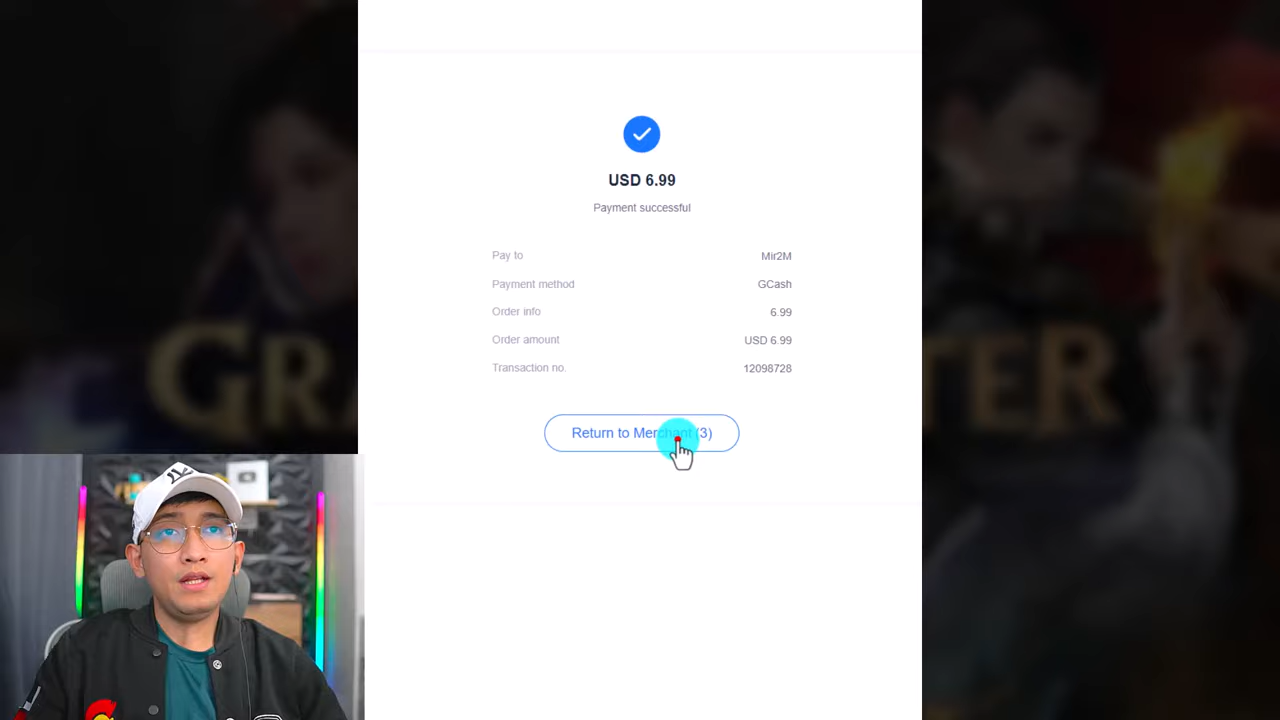 USD 6.99
Payment successful
Pay to Mir2M
Payment method GCash
Order info 6.99
Order amount USD 6.99
Transaction no. 12098728
Return to Merchant (3)